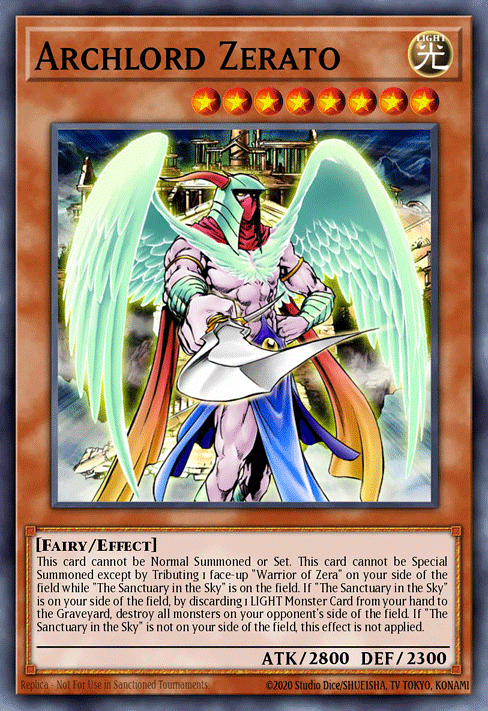 Archlord Zerato
LIGHT
光
[Fairy/Effect]
This card cannot be Normal Summoned or Set. This card cannot be Special
Summoned except by Tributing 1 face-up "Warrior of Zera" on your side of the
field while "The Sanctuary in the Sky" is on the field. If "The Sanctuary in the Sky"
is on your side of the field, by discarding 1 LIGHT Monster Card from your hand to
the Graveyard, destroy all monsters on your opponent's side of the field. If "The
Sanctuary in the Sky" is not on your side of the field, this effect is not applied.
ATK/2800 DEF/2300
Replica - Not For Use in Sanctioned Tournaments
©2020 Studio Dice/SHUEISHA, TV TOKYO, KONAMI